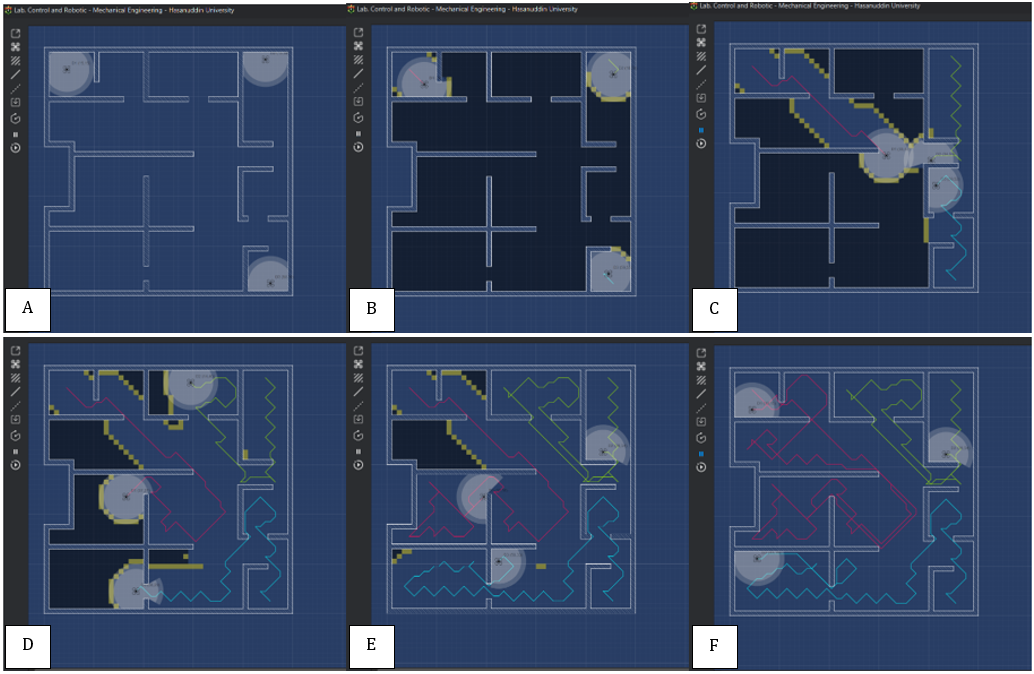 Lab. Control and Robotic - Mechanical Engineering - Hasanuddin University
Lab. Control and Robotic - Mechanical Engineering - Hasanuddin University
Lab. Control and Robotic - Mechanical Engineering - Hasanuddin University
A
B
C
D
E
F